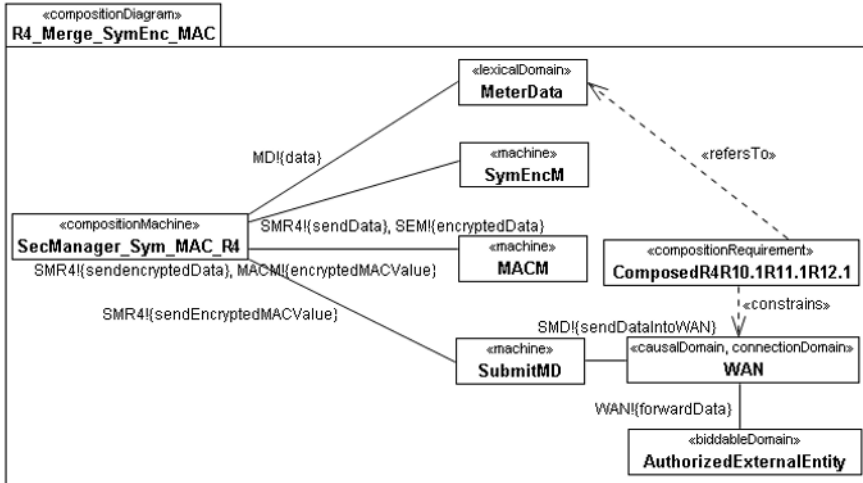 «compositionDiagram»
R4_Merge_SymEnc_MAC
«lexicalDomain»
MeterData
MD!{data}
«refersTo»
«machine»
SymEncM
«compositionMachine»
SecManager_Sym_MAC_R4
SMR4!{sendData}, SEM!{encryptedData}
«machine»
MACM
«compositionRequirement»
ComposedR4R10.1R11.1R12.1
SMR4!{sendencryptedData}, MACM!{encryptedMACValue}
«constrains»
SMR4!{sendEncryptedMACValue}
SMD!{sendDataIntoWAN}
«machine»
SubmitMD
«causalDomain, connectionDomain»
WAN
WAN!{forwardData}
«biddableDomain»
AuthorizedExternalEntity